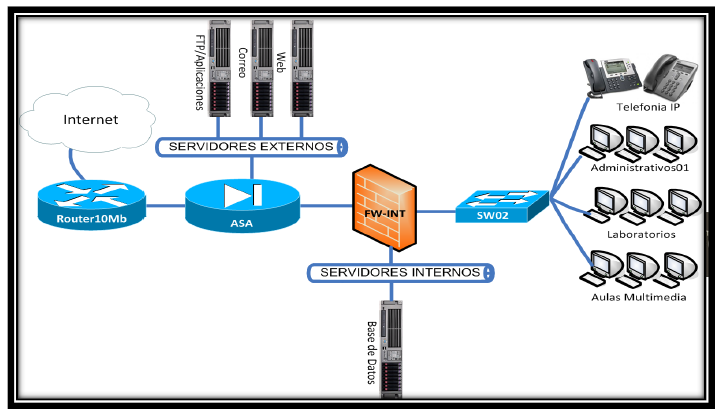 FTP/Aplicaciones
Correo
Web
Internet
SERVIDORES EXTERNOS
Telefonia IP
Administrativos01
Router10Mb
ASA
FW-INT
SW02
Laboratorios
SERVIDORES INTERNOS
Aulas Multimedia
Base de Datos